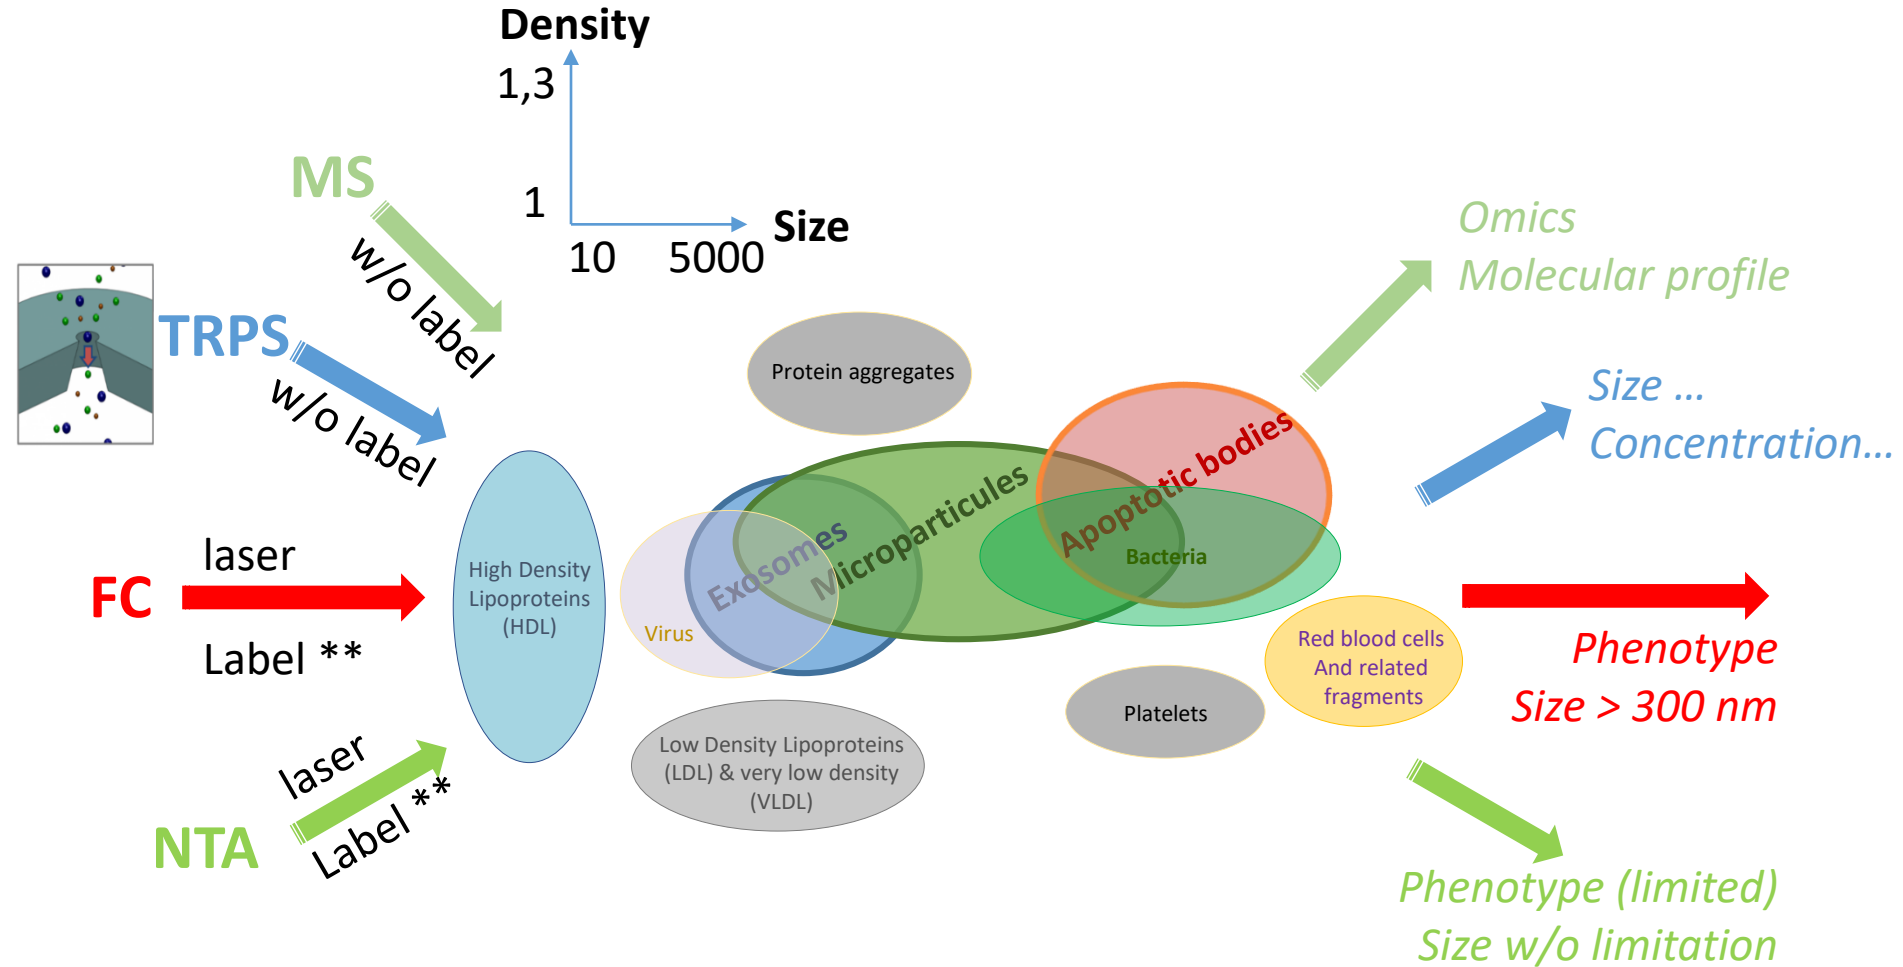 Density
1,3
1
Size
10
5000
MS
w/o label
TRPS
w/o label
FC
laser
Label **
NTA
laser
Label **
Protein aggregates
High Density
Lipoproteins
(HDL)
Virus
Exosomes
Microparticules
Apoptotic bodies
Bacteria
Low Density Lipoproteins
(LDL) & very low density
(VLDL)
Platelets
Red blood cells
And related
fragments
Omics
Molecular profile
Size ...
Concentration...
Phenotype
Size > 300 nm
Phenotype (limited)
Size w/o limitation